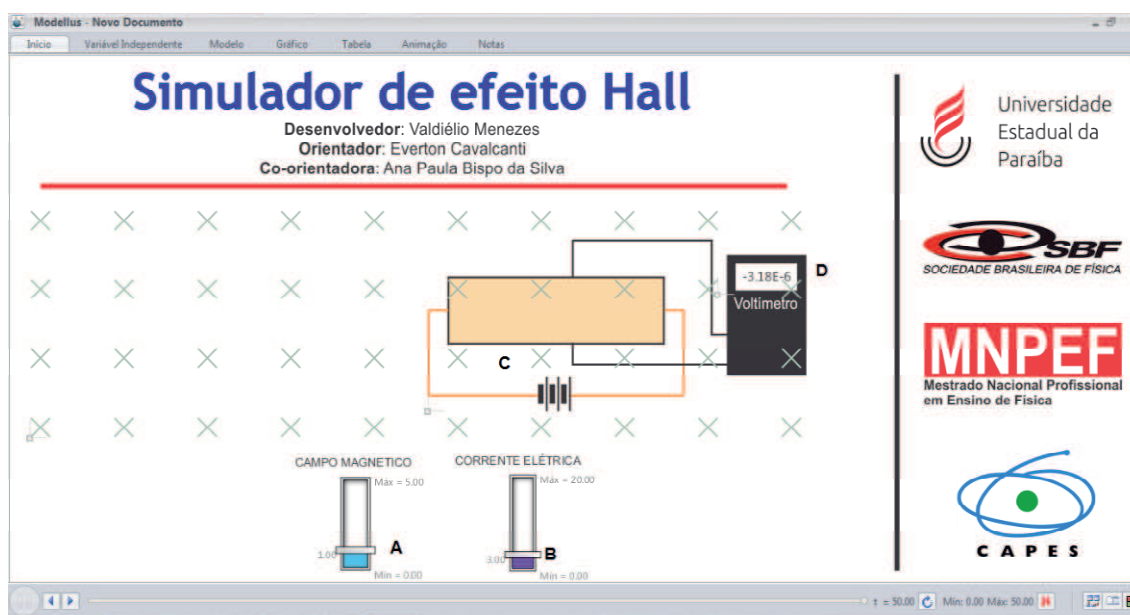 Modellus - Novo Documento
Início Variável Independente Modelo Gráfico Tabela Animação Notas
Simulador de efeito Hall
Desenvolvedor: Valdiélio Menezes
Orientador: Everton Cavalcanti
Co-orientadora: Ana Paula Bispo da Silva
Universidade
Estadual da
Paraíba
SBF
SOCIEDADE BRASILEIRA DE FÍSICA
MNPEF
Mestrado Nacional Profissional
em Ensino de Física
CAPES
-3.18E-6
D
Voltimetro
C
CAMPO MAGNETICO
Máx = 5.00
1.00
A
Min = 0.00
CORRENTE ELÉTRICA
Máx = 20.00
3.00
B
Min = 0.00
t = 50.00 Min: 0.00 Máx: 50.00